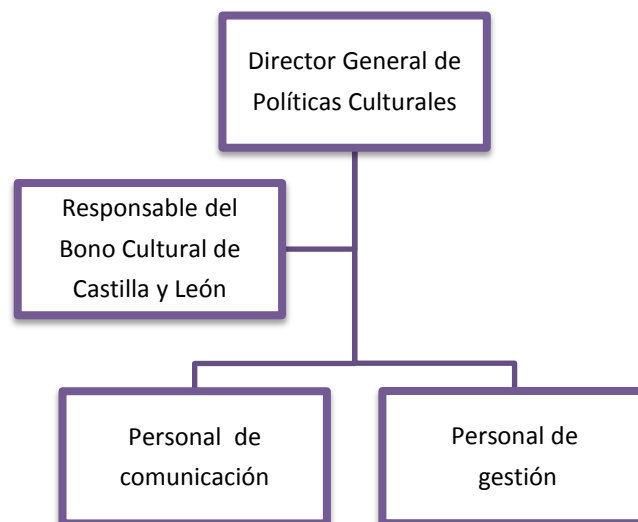 Director General de
Políticas Culturales
Responsable del
Bono Cultural de
Castilla y León
Personal de
comunicación
Personal de
gestión